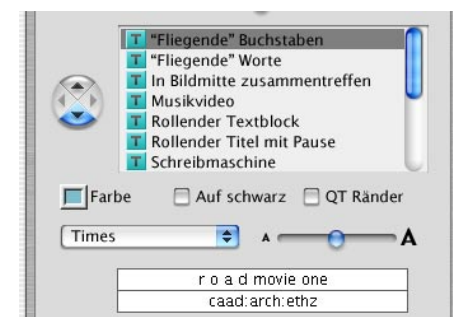 T "Fliegende" Buchstaben
T "Fliegende" Worte
T In Bildmitte zusammentreffen
T Musikvideo
T Rollender Textblock
T Rollender Titel mit Pause
T Schreibmaschine
Farbe Auf schwarz QT Ränder
Times A A
r o a d movie one
caad:arch:ethz